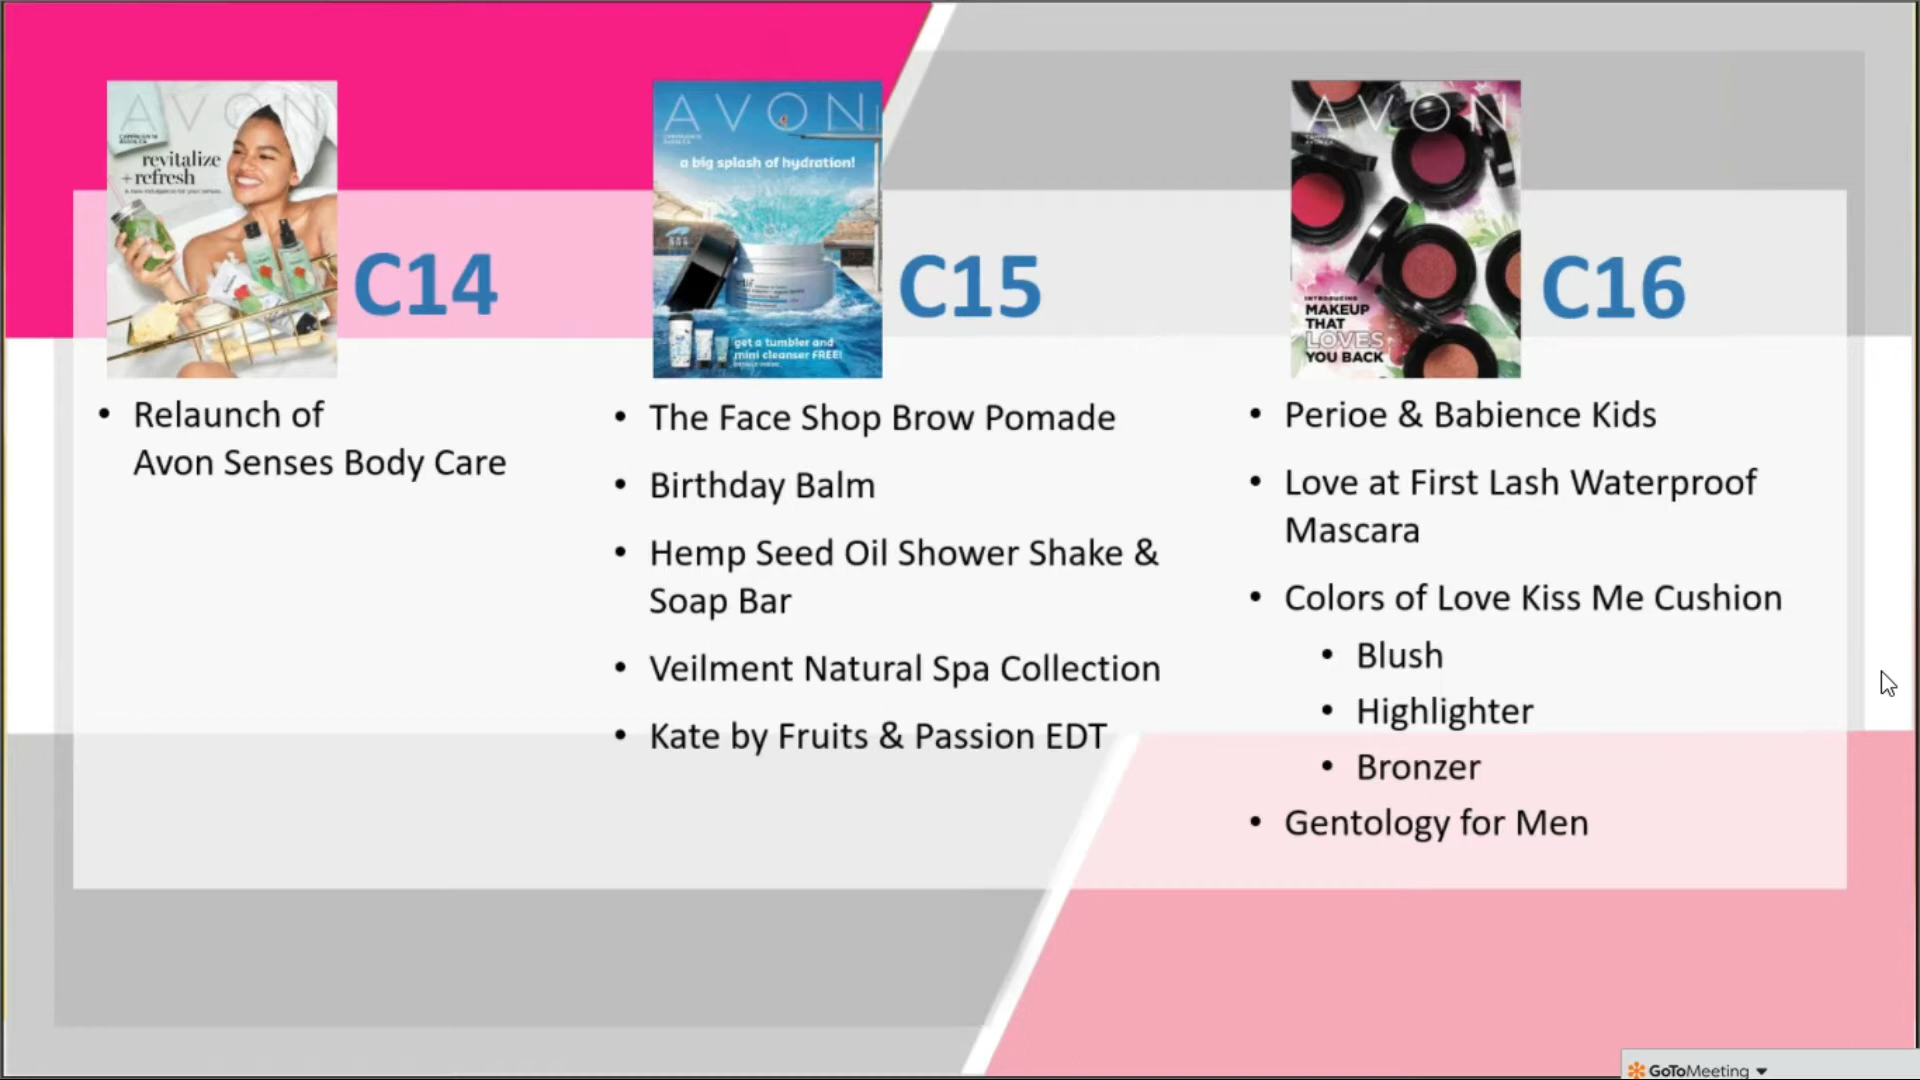 AVON
revitalize
+ refresh
C14
• Relaunch of
Avon Senses Body Care
AVON
a big splash of hydration!
get a tumbler and
mini cleanser FREE!
C15
• The Face Shop Brow Pomade
• Birthday Balm
• Hemp Seed Oil Shower Shake &
Soap Bar
• Veilment Natural Spa Collection
• Kate by Fruits & Passion EDT
AVON
INTRODUCING
MAKEUP
THAT
LOVES
YOU BACK
C16
• Perioe & Babience Kids
• Love at First Lash Waterproof
Mascara
• Colors of Love Kiss Me Cushion
• Blush
• Highlighter
• Bronzer
• Gentology for Men
GoToMeeting